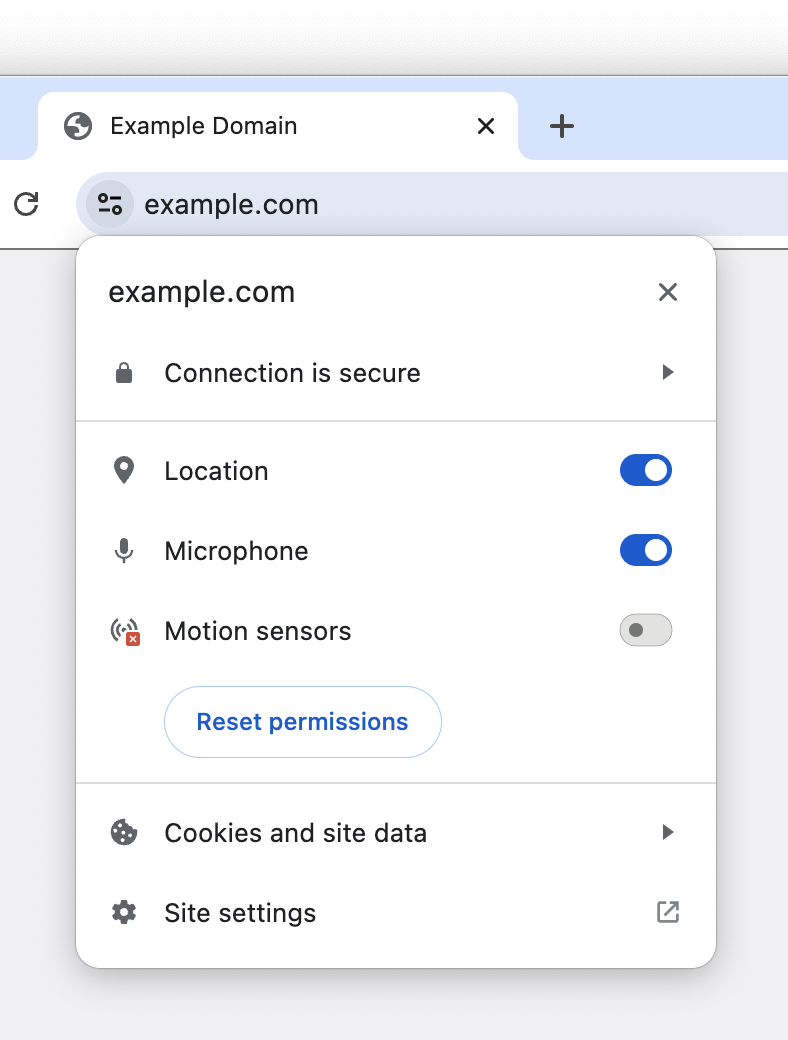 Example Domain
example.com
example.com
Connection is secure
Location
Microphone
Motion sensors
Reset permissions
Cookies and site data
Site settings